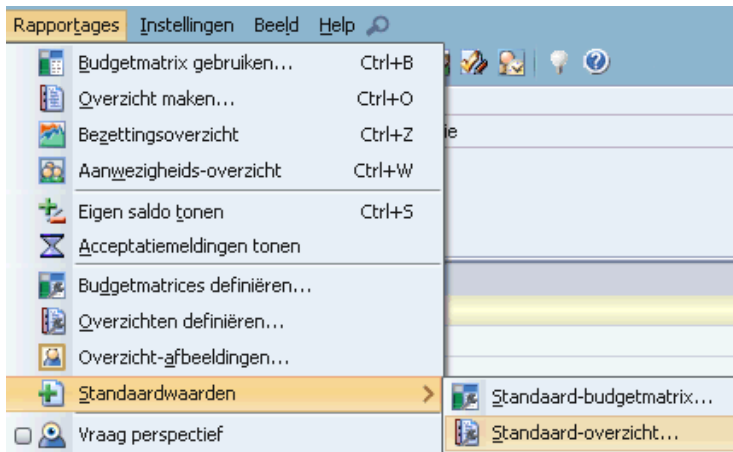 Rapportages Instellingen Beeld Help
Budgetmatrix gebruiken... Ctrl+B
Overzicht maken... Ctrl+O
Bezettingsoverzicht Ctrl+Z
ie
Aanwezigheids-overzicht Ctrl+W
Eigen saldo tonen Ctrl+S
Acceptatiemeldingen tonen
Budgetmatrices definiëren...
Overzichten definiëren...
Overzicht-afbeeldingen...
Standaardwaarden
Standaard-budgetmatrix...
Vraag perspectief
Standaard-overzicht...